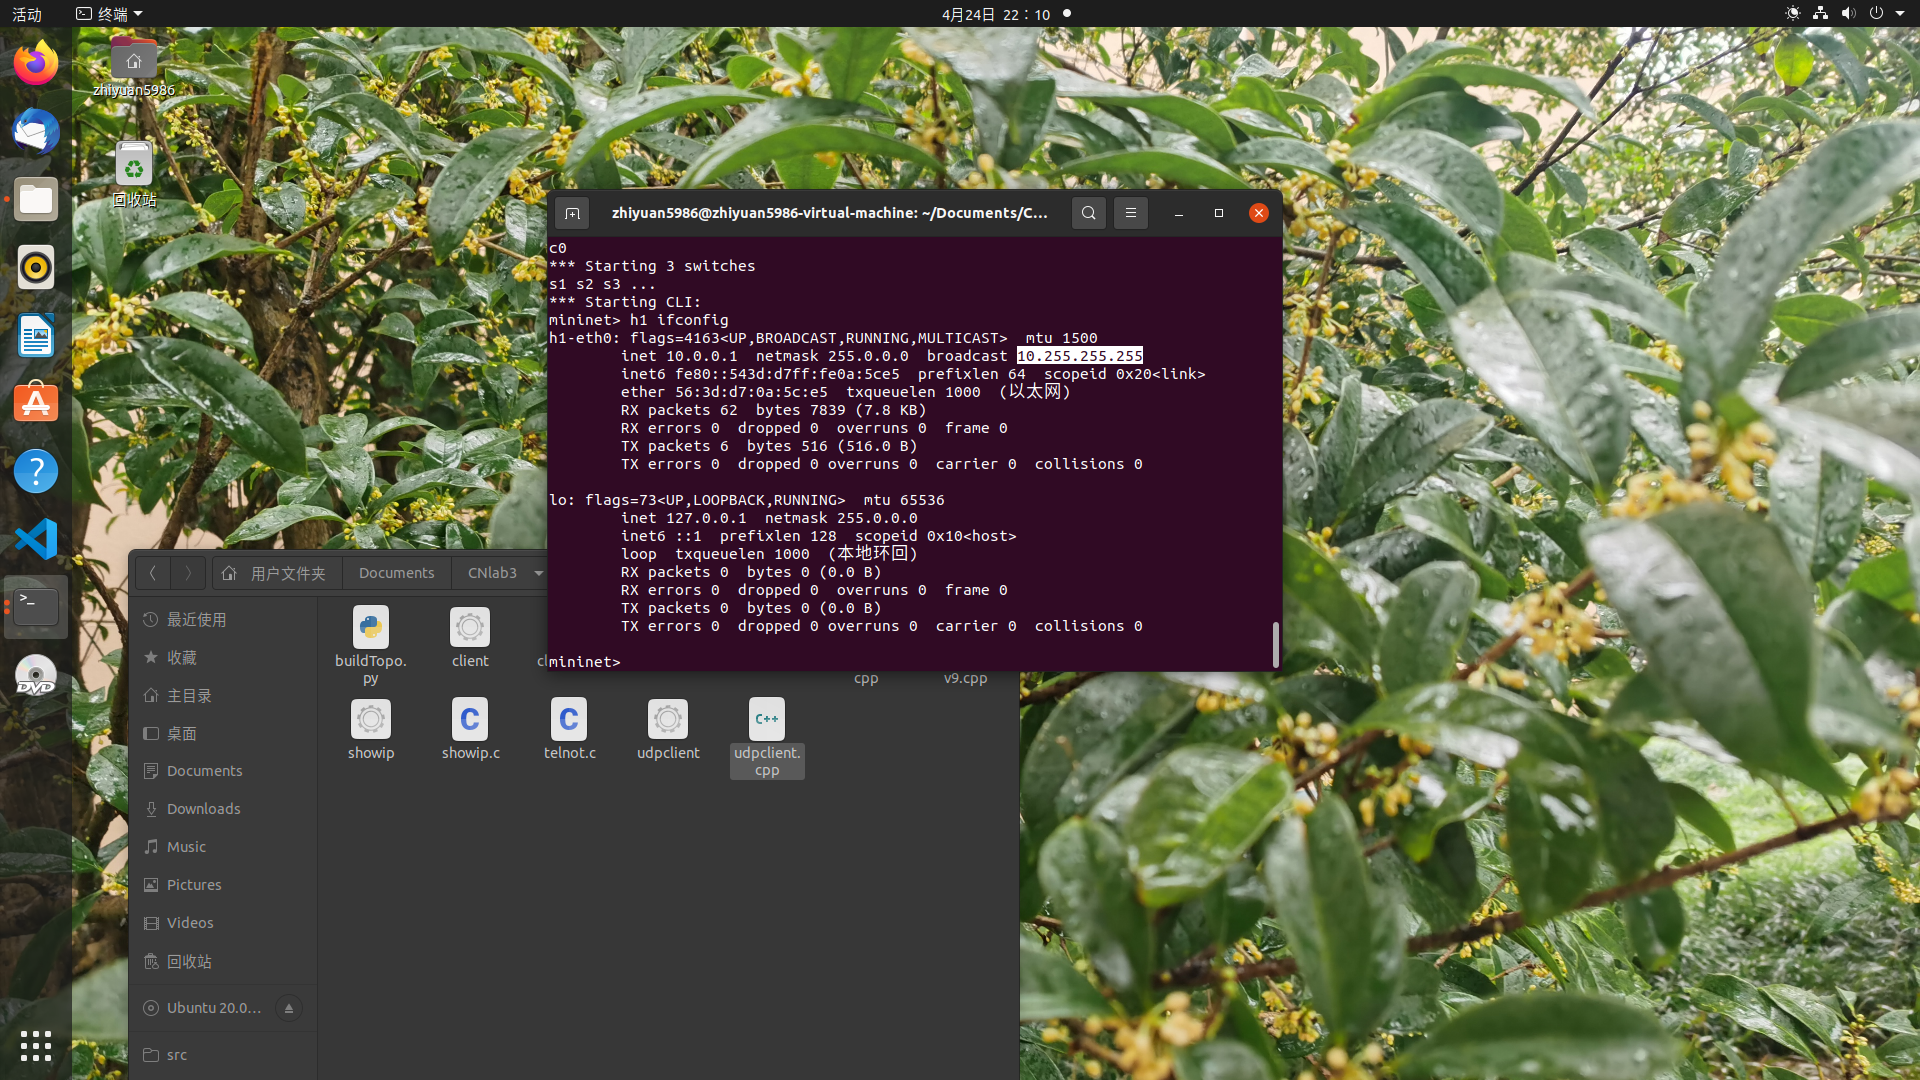 活动
终端
4月24日 22：10
zhiyuan5986
回收站
zhiyuan5986@zhiyuan5986-virtual-machine: ~/Documents/C...
c0
*** Starting 3 switches
s1 s2 s3 ...
*** Starting CLI:
mininet> h1 ifconfig
h1-eth0: flags=4163<UP,BROADCAST,RUNNING,MULTICAST>  mtu 1500
inet 10.0.0.1  netmask 255.0.0.0  broadcast 10.255.255.255
inet6 fe80::543d:d7ff:fe0a:5ce5  prefixlen 64  scopeid 0x20<link>
ether 56:3d:d7:0a:5c:e5  txqueuelen 1000  (以太网)
RX packets 62  bytes 7839 (7.8 KB)
RX errors 0  dropped 0  overruns 0  frame 0
TX packets 6  bytes 516 (516.0 B)
TX errors 0  dropped 0 overruns 0  carrier 0  collisions 0
lo: flags=73<UP,LOOPBACK,RUNNING>  mtu 65536
inet 127.0.0.1  netmask 255.0.0.0
inet6 ::1  prefixlen 128  scopeid 0x10<host>
loop  txqueuelen 1000  (本地环回)
RX packets 0  bytes 0 (0.0 B)
RX errors 0  dropped 0  overruns 0  frame 0
TX packets 0  bytes 0 (0.0 B)
TX errors 0  dropped 0 overruns 0  carrier 0  collisions 0
mininet>
用户文件夹
Documents
CNlab3
最近使用
收藏
主目录
桌面
Documents
Downloads
Music
Pictures
Videos
回收站
Ubuntu 20.0...
src
buildTopo.
py
client
cpp
v9.cpp
showip
showip.c
telnot.c
udpclient
udpclient.
cpp
DVD